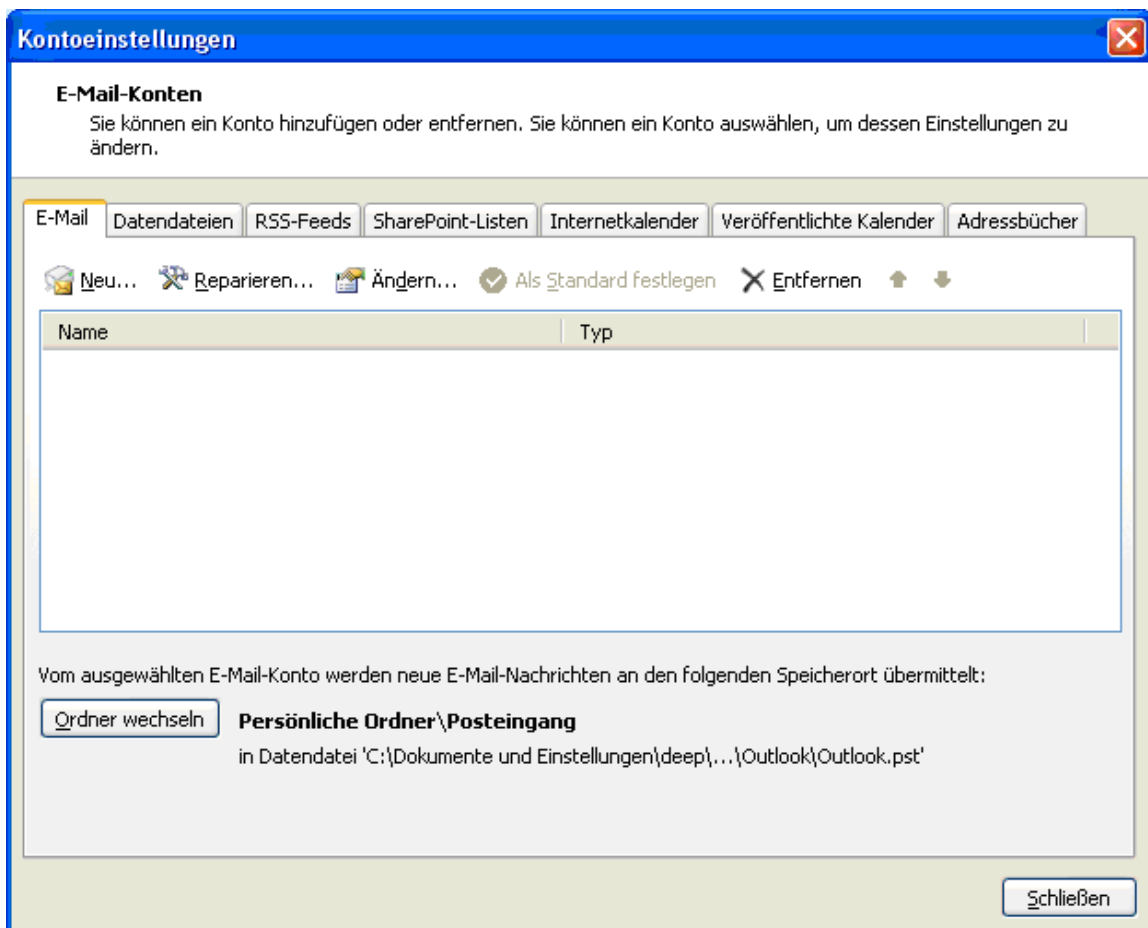 Kontoeinstellungen
E-Mail-Konten
Sie können ein Konto hinzufügen oder entfernen. Sie können ein Konto auswählen, um dessen Einstellungen zu
ändern.
E-Mail Datendateien RSS-Feeds SharePoint-Listen Internetkalender Veröffentlichte Kalender Adressbücher
Neu... Reparieren... Ändern... Als Standard festlegen Entfernen
Name Typ
Vom ausgewählten E-Mail-Konto werden neue E-Mail-Nachrichten an den folgenden Speicherort übermittelt:
Ordner wechseln Persönliche Ordner\Posteingang
in Datendatei 'C:\Dokumente und Einstellungen\deep\...\Outlook\Outlook.pst'
Schließen